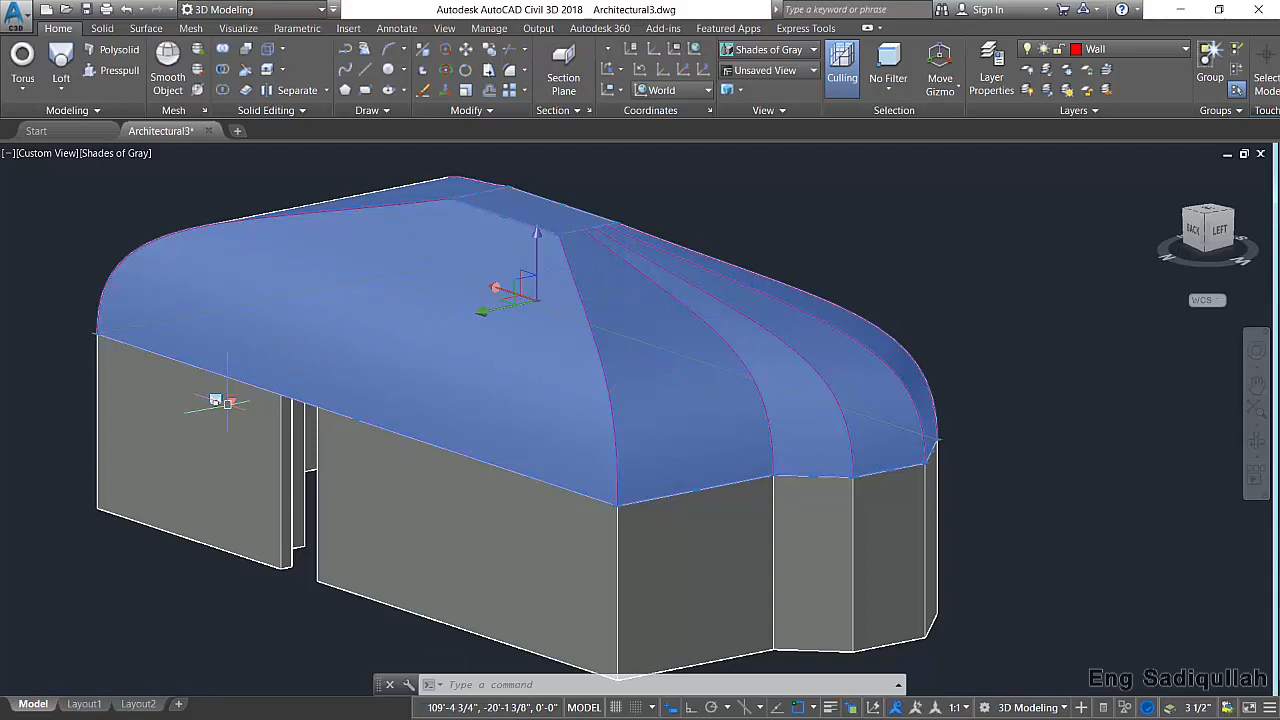 3D Modeling
Autodesk AutoCAD Civil 3D 2018 Architectural3.dwg
Type a keyword or phrase
Sign In
C3D
Home Solid Surface Mesh Visualize Parametric Insert Annotate View Manage Output Autodesk 360 Add-ins Featured Apps Express Tools
Torus
Loft
Polysolid
Presspull
Smooth
Object
Separate
Section
Plane
World
Shades of Gray
Unsaved View
Culling
No Filter
Move
Gizmo
Layer
Properties
Wall
Group
Select
Mode
Modeling Mesh Solid Editing Draw Modify Section Coordinates View Selection Layers Groups Touch
Start Architectural3*
[−][Custom View][Shades of Gray]
BACK LEFT
N S M
WCS
Type a command
Eng Sadiqullah
Model Layout1 Layout2
109'-4 3/4", -20'-1 3/8", 0'-0" MODEL 1:1 3D Modeling 3 1/2"